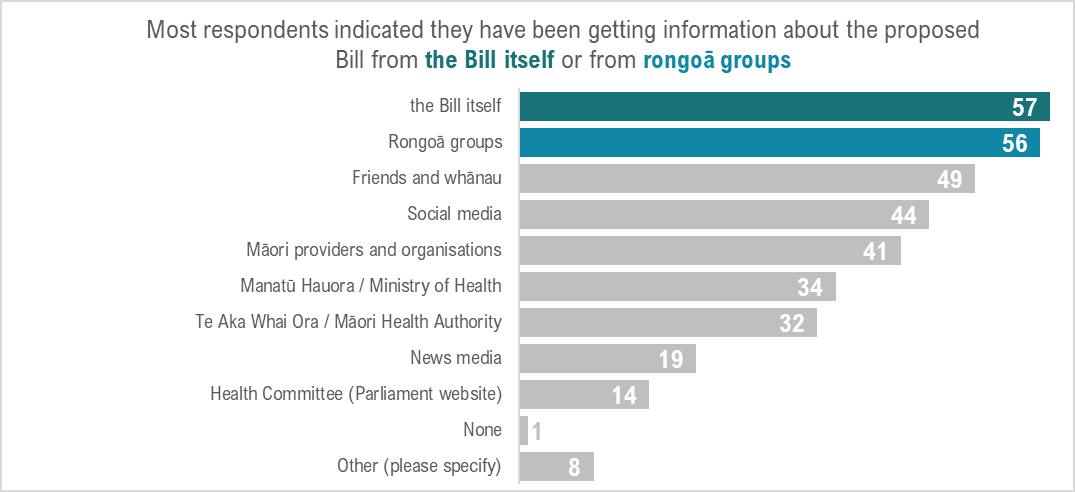 Most respondents indicated they have been getting information about the proposed
Bill from the Bill itself or from rongoā groups
the Bill itself 57
Rongoā groups 56
Friends and whānau 49
Social media 44
Māori providers and organisations 41
Manatū Hauora / Ministry of Health 34
Te Aka Whai Ora / Māori Health Authority 32
News media 19
Health Committee (Parliament website) 14
None 1
Other (please specify) 8